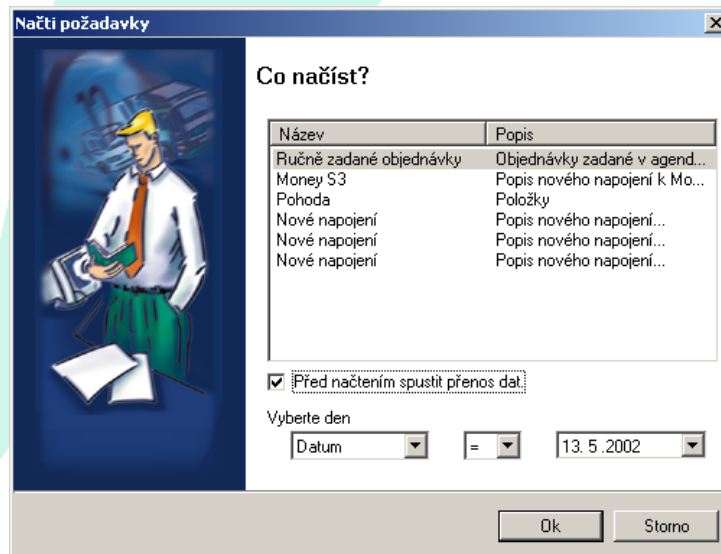 Načti požadavky
Co načíst?
Název Popis
Ručně zadané objednávky Objednávky zadané v agend...
Money S3 Popis nového napojení k Mo...
Pohoda Položky
Nové napojení Popis nového napojení...
Nové napojení Popis nového napojení...
Nové napojení Popis nového napojení...
Před načtením spustit přenos dat.
Vyberte den
Datum = 13. 5 .2002
Ok Storno